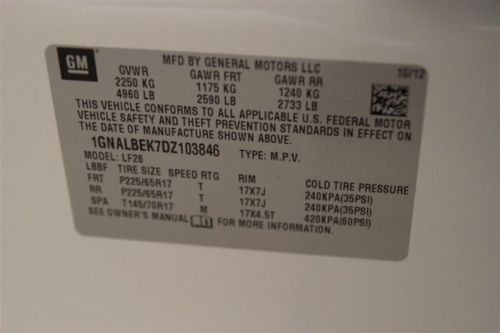 GM
MFD BY GENERAL MOTORS LLC
GVWR GAWR FRT GAWR RR 10/12
2250 KG 1175 KG 1240 KG
4960 LB 2590 LB 2733 LB
THIS VEHICLE CONFORMS TO ALL APPLICABLE U.S. FEDERAL MOTOR
VEHICLE SAFETY AND THEFT PREVENTION STANDARDS IN EFFECT ON
THE DATE OF MANUFACTURE SHOWN ABOVE.
1GNALBEK7DZ103846 TYPE: M.P.V.
MODEL: LF26
LBBF TIRE SIZE SPEED RTG RIM COLD TIRE PRESSURE
FRT P225/65R17 T 17X7J 240KPA(35PSI)
RR P225/65R17 T 17X7J 240KPA(35PSI)
SPA T145/70R17 M 17X4.5T 420KPA(60PSI)
SEE OWNER'S MANUAL FOR MORE INFORMATION.